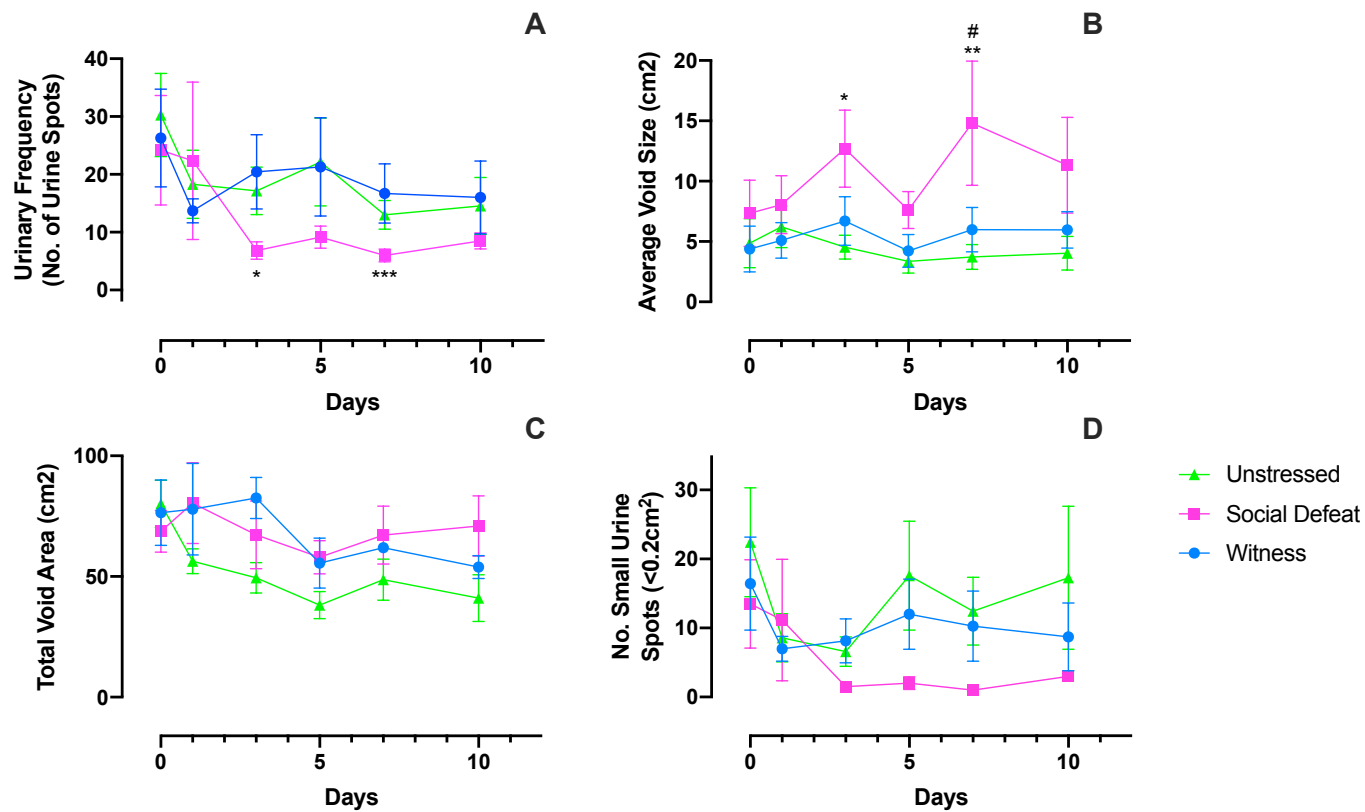 A
Urinary Frequency
(No. of Urine Spots)
40
30
20
10
0
*
***
0 5 10
Days
B
Average Void Size (cm2)
20
15
10
5
0
*
#
**
0 5 10
Days
C
Total Void Area (cm2)
100
50
0
0 5 10
Days
D
No. Small Urine
Spots (<0.2cm²)
30
20
10
0
0 5 10
Days
Unstressed
Social Defeat
Witness